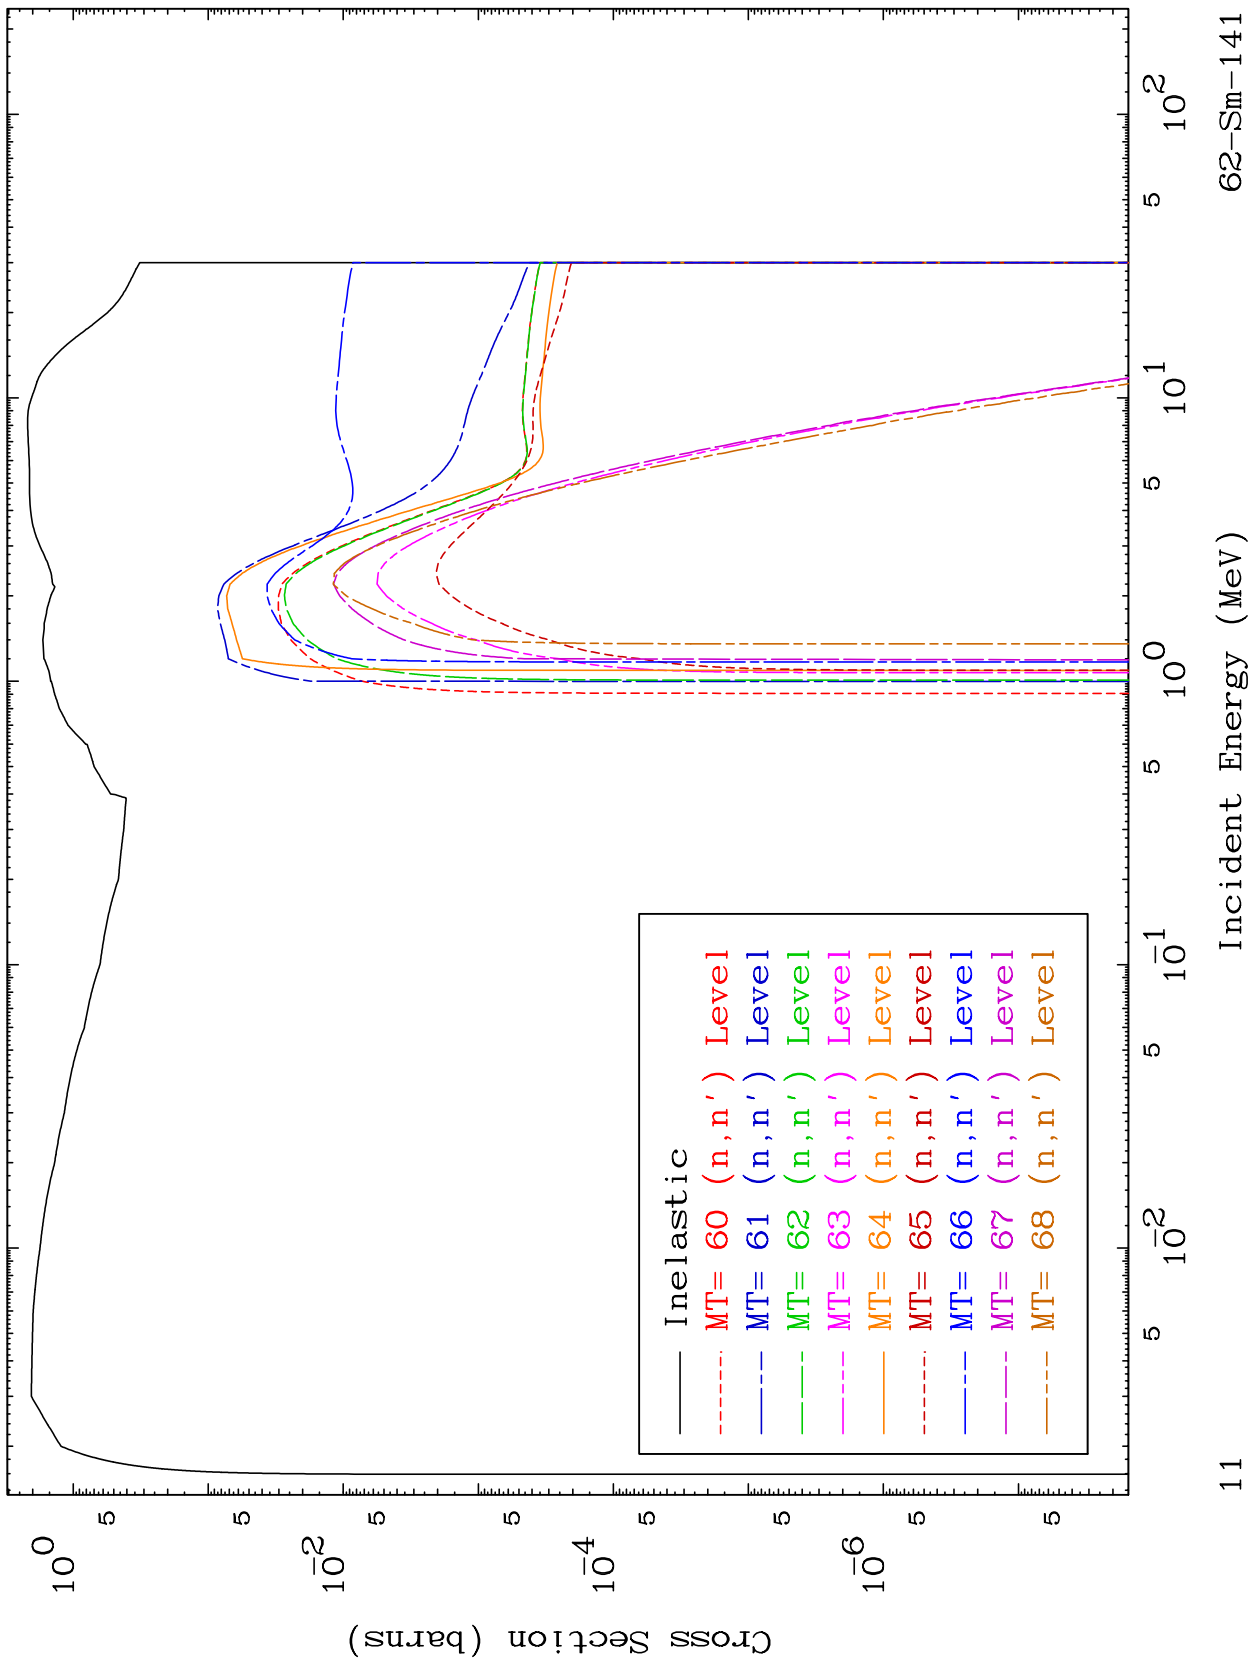 Cross Section (barns)
10^0
5
5
10^-2
5
5
10^-4
5
5
10^-6
5
5
Inelastic
MT= 60 (n,n') Level
MT= 61 (n,n') Level
MT= 62 (n,n') Level
MT= 63 (n,n') Level
MT= 64 (n,n') Level
MT= 65 (n,n') Level
MT= 66 (n,n') Level
MT= 67 (n,n') Level
MT= 68 (n,n') Level
5 10^-2 5 10^-1 5 10^0 5 10^1 5 10^2
11 Incident Energy (MeV) 62-Sm-141